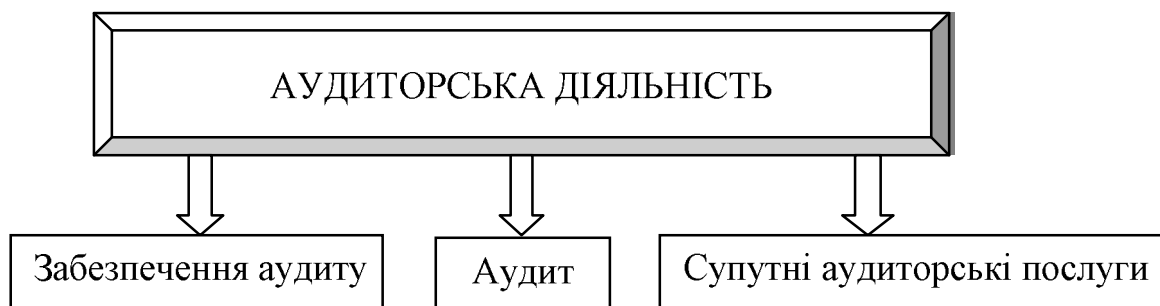 АУДИТОРСЬКА ДІЯЛЬНІСТЬ
Забезпечення аудиту
Аудит
Супутні аудиторські послуги